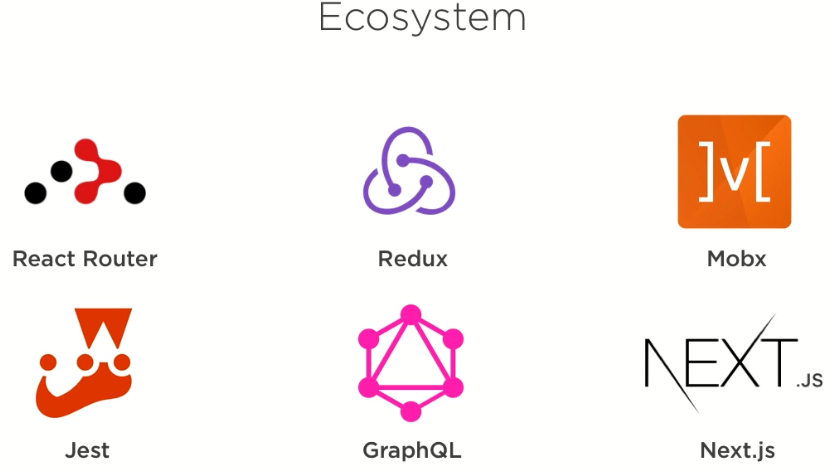 Ecosystem
]v[
React Router
Redux
Mobx
NEXT.JS
Jest
GraphQL
Next.js